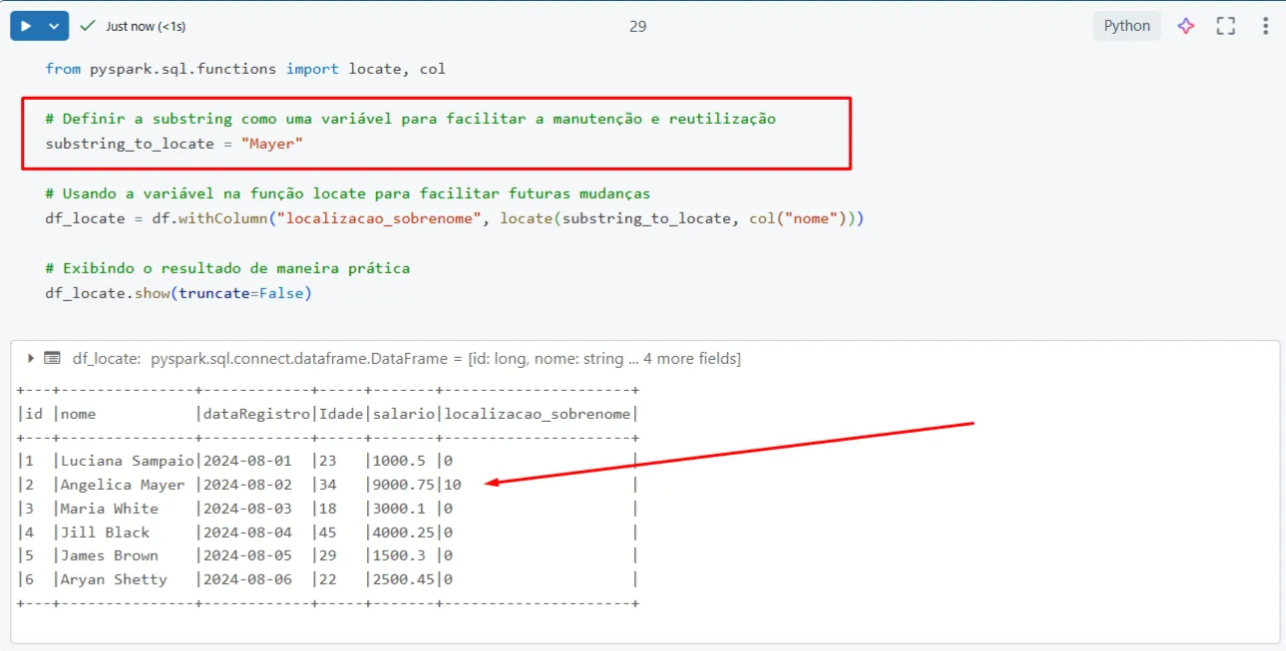 Just now (<1s)
29
Python
from pyspark.sql.functions import locate, col
# Definir a substring como uma variável para facilitar a manutenção e reutilização
substring_to_locate = "Mayer"
# Usando a variável na função locate para facilitar futuras mudanças
df_locate = df.withColumn("localizacao_sobrenome", locate(substring_to_locate, col("nome")))
# Exibindo o resultado de maneira prática
df_locate.show(truncate=False)
df_locate: pyspark.sql.connect.dataframe.DataFrame = [id: long, nome: string ... 4 more fields]
+---+---------------+------------+-----+-------+---------------------+
|id |nome           |dataRegistro|Idade|salario|localizacao_sobrenome|
+---+---------------+------------+-----+-------+---------------------+
|1  |Luciana Sampaio|2024-08-01  |23   |1000.5 |0                    |
|2  |Angelica Mayer |2024-08-02  |34   |9000.75|10                   |
|3  |Maria White    |2024-08-03  |18   |3000.1 |0                    |
|4  |Jill Black     |2024-08-04  |45   |4000.25|0                    |
|5  |James Brown    |2024-08-05  |29   |1500.3 |0                    |
|6  |Aryan Shetty   |2024-08-06  |22   |2500.45|0                    |
+---+---------------+------------+-----+-------+---------------------+